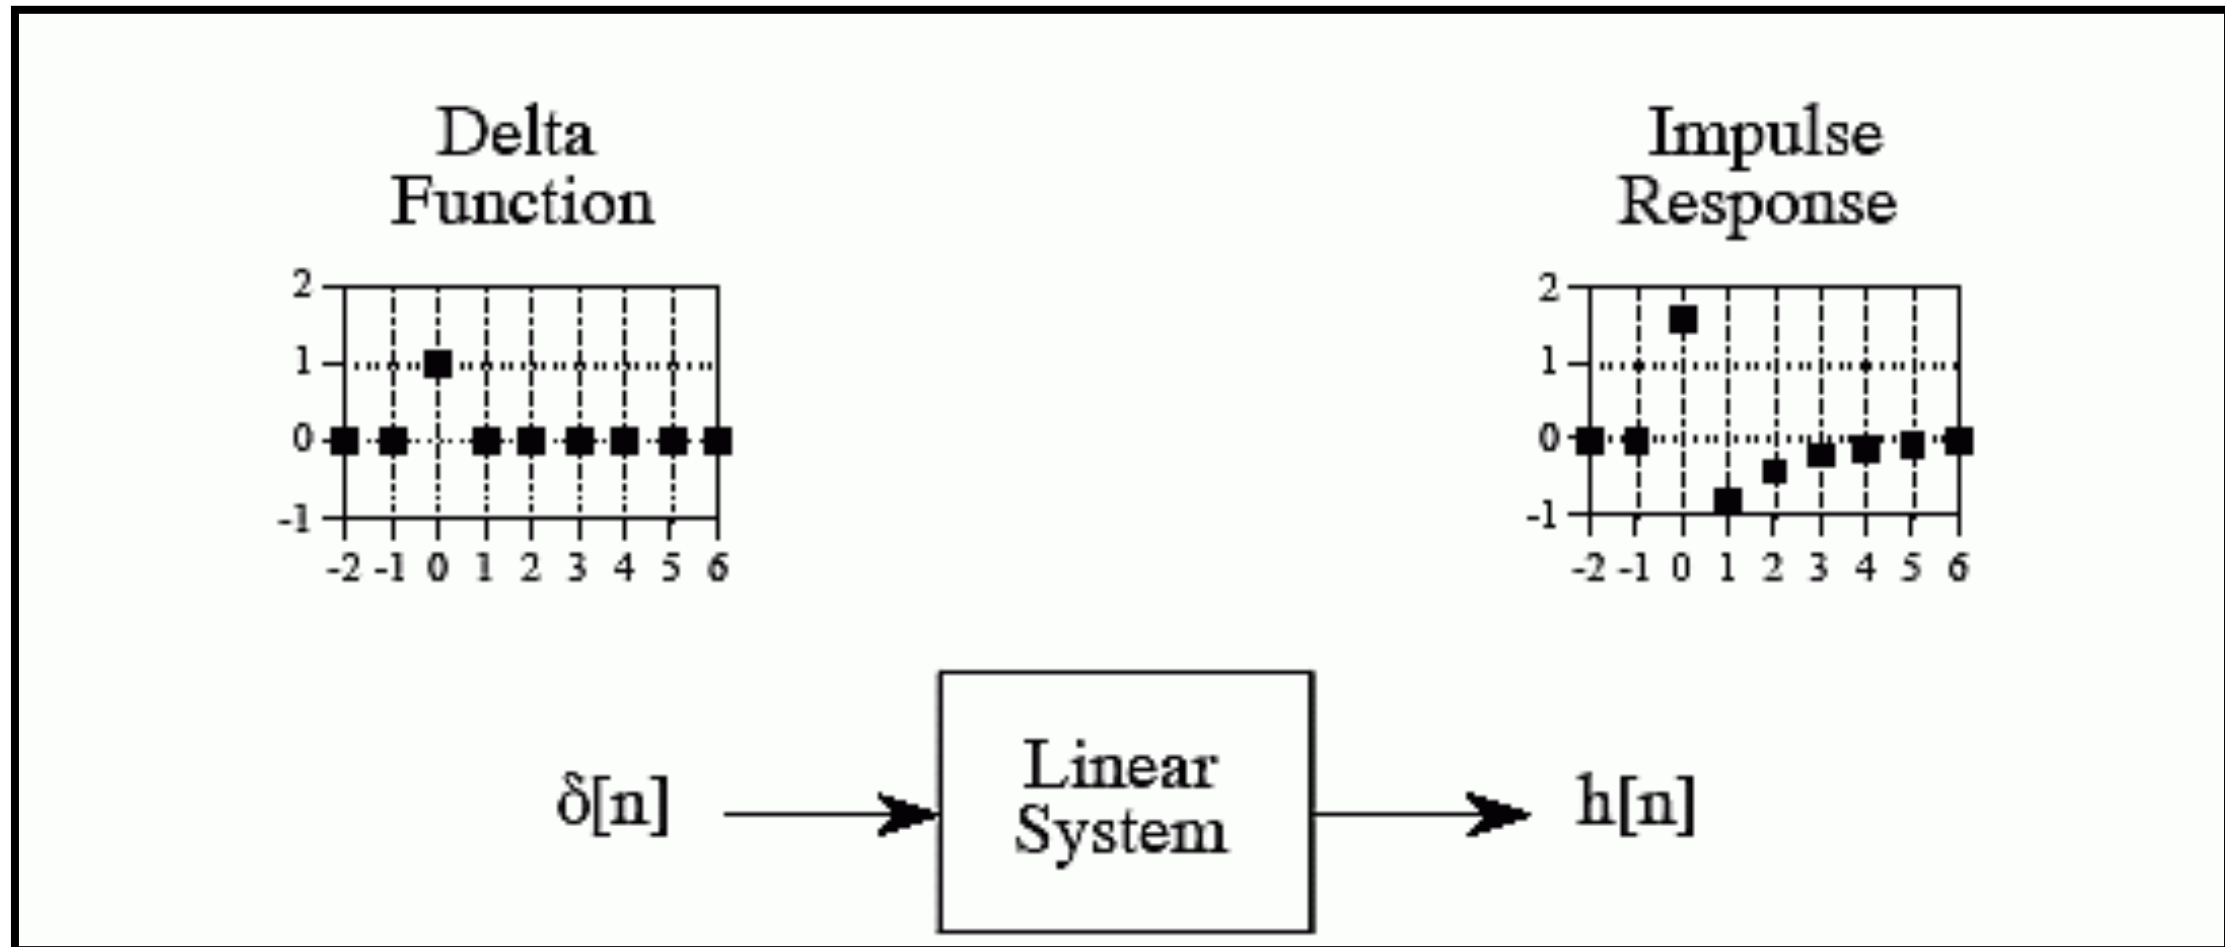 Delta
Function
2
1
0
-1
-2 -1 0 1 2 3 4 5 6
Impulse
Response
2
1
0
-1
-2 -1 0 1 2 3 4 5 6
δ[n]
Linear
System
h[n]